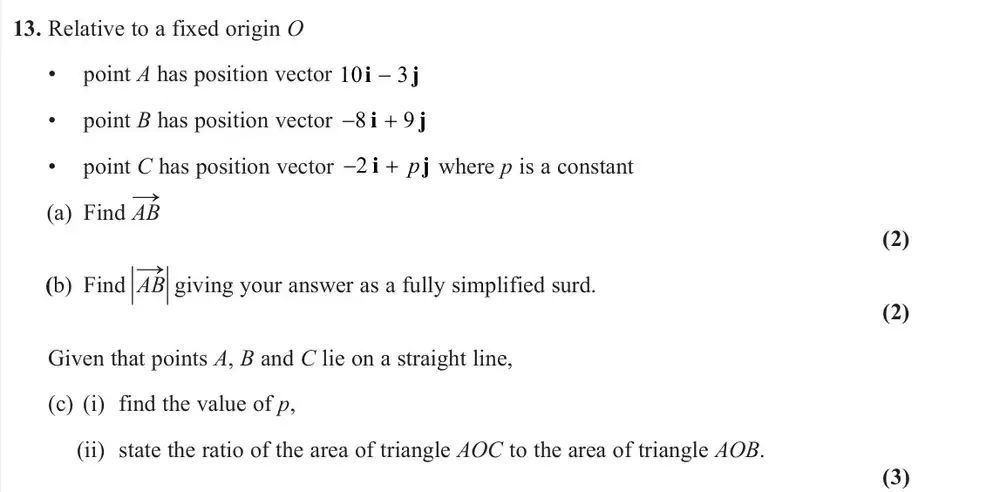 13. Relative to a fixed origin O
• point A has position vector 10i – 3j
• point B has position vector –8i + 9j
• point C has position vector –2i + pj where p is a constant
(a) Find \overrightarrow{AB}
(2)
(b) Find |\overrightarrow{AB}| giving your answer as a fully simplified surd.
(2)
Given that points A, B and C lie on a straight line,
(c) (i) find the value of p,
(ii) state the ratio of the area of triangle AOC to the area of triangle AOB.
(3)